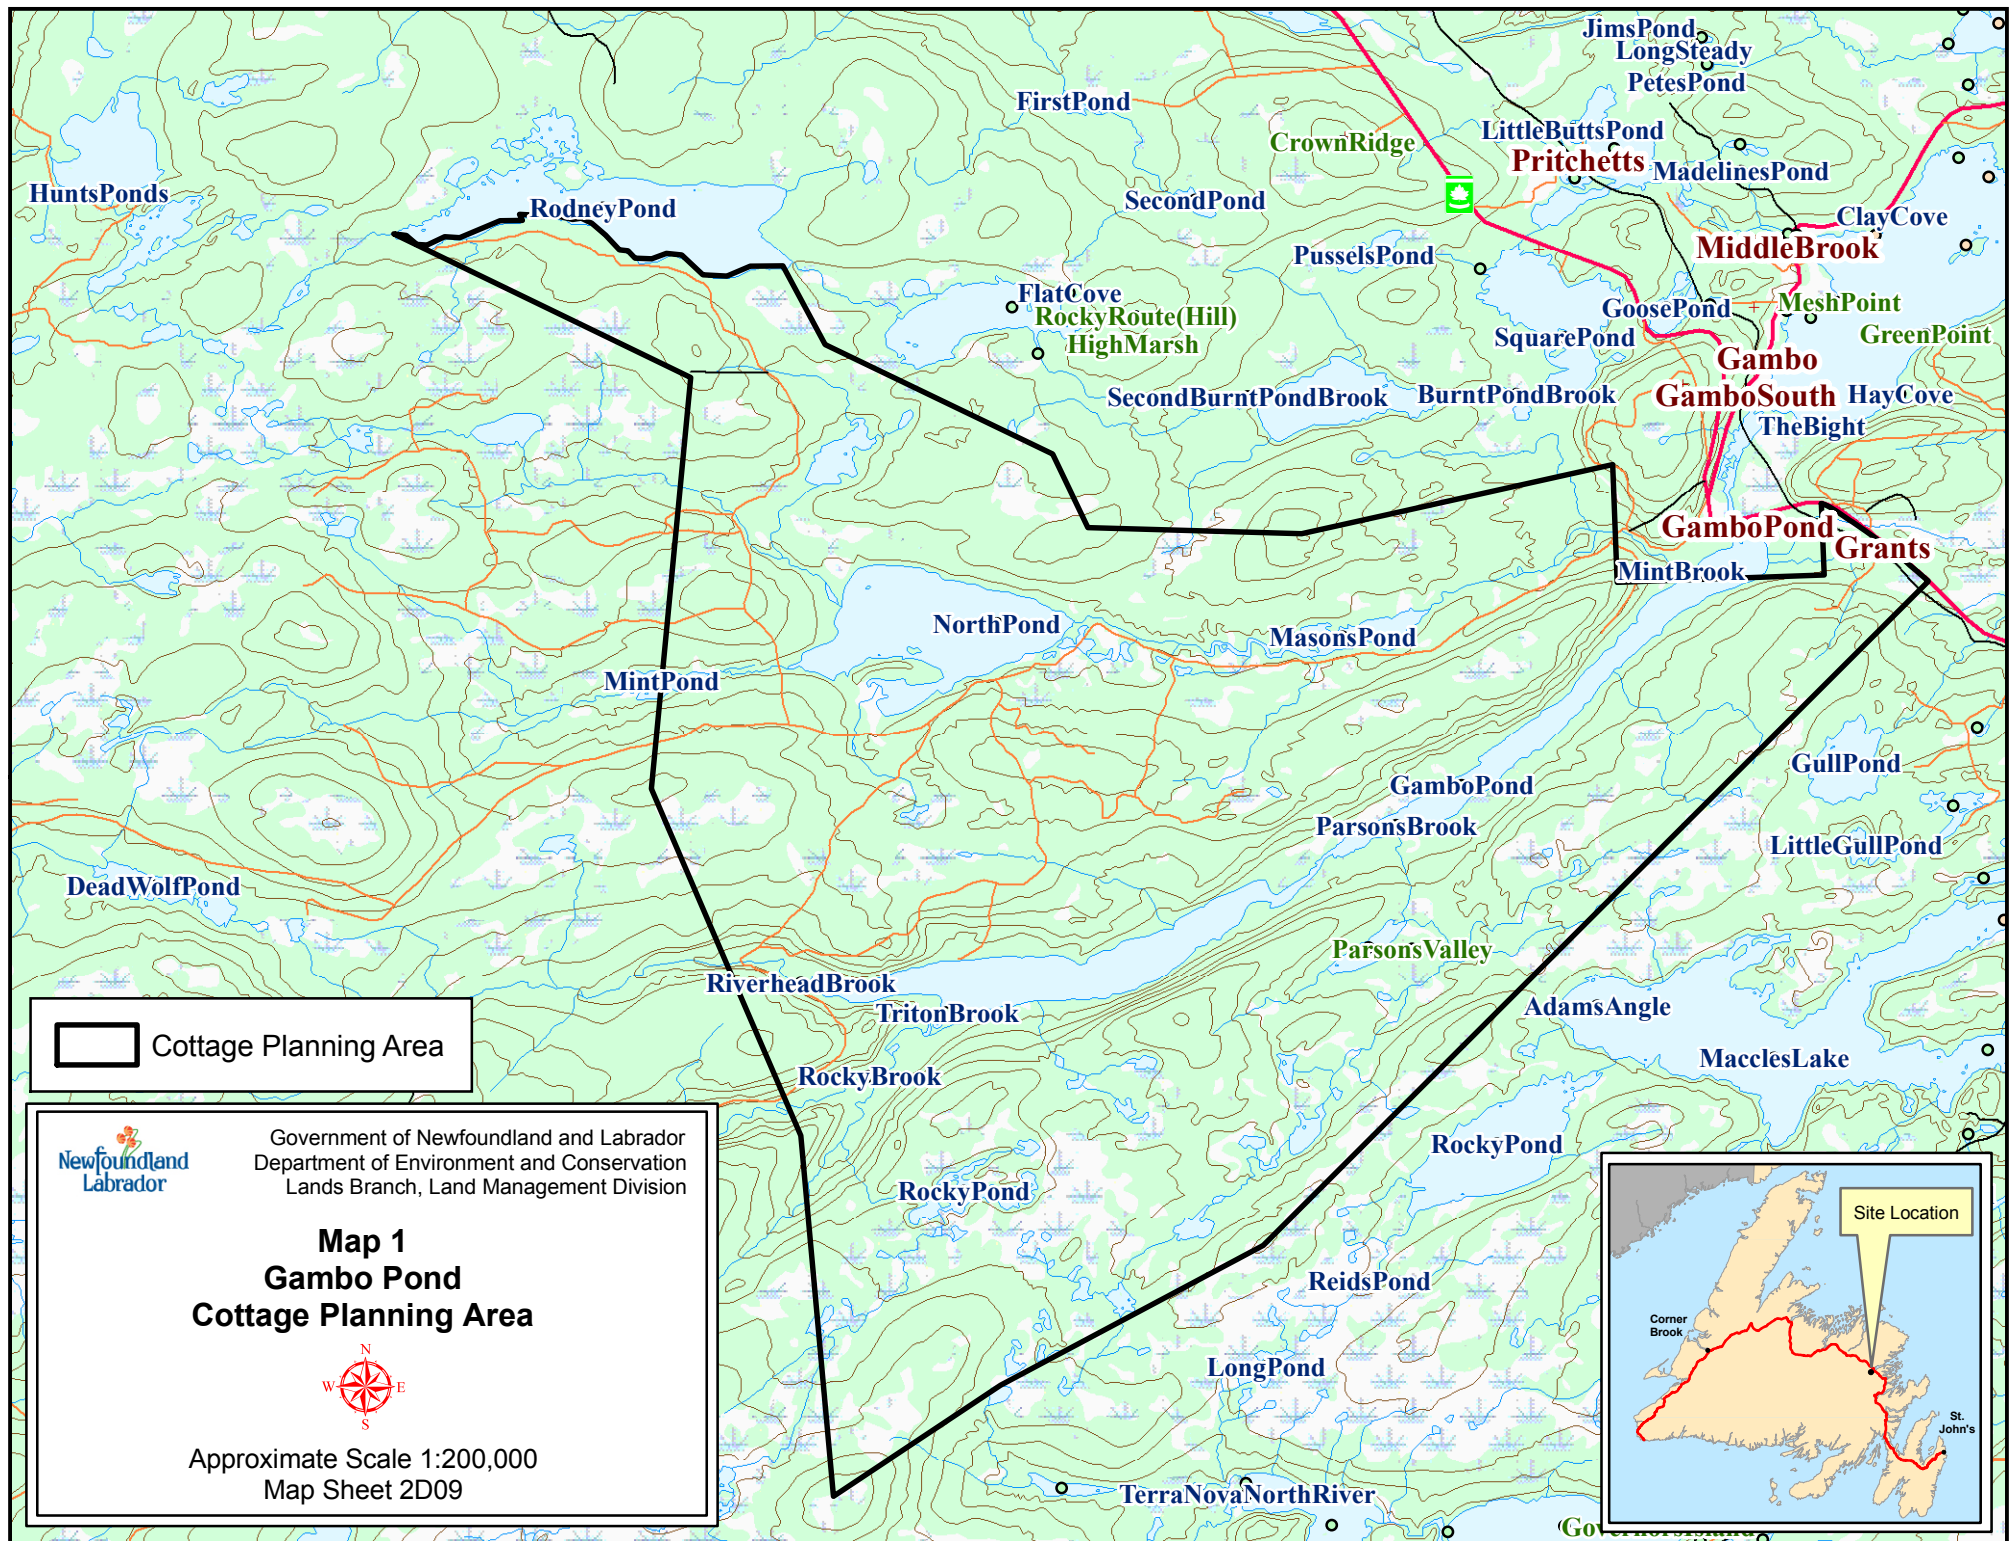 JimsPond
LongSteady
PetesPond
FirstPond
CrownRidge
LittleButtsPond
Pritchetts
MadelinesPond
HuntsPonds
RodneyPond
SecondPond
ClayCove
MiddleBrook
PusselsPond
FlatCove
RockyRoute(Hill)
HighMarsh
GoosePond
MeshPoint
SquarePond
GreenPoint
Gambo
GamboSouth
HayCove
SecondBurntPondBrook
BurntPondBrook
TheBight
GamboPond
Grants
MintBrook
NorthPond
MasonsPond
MintPond
GullPond
GamboPond
ParsonsBrook
LittleGullPond
DeadWolfPond
ParsonsValley
RiverheadBrook
TritonBrook
AdamsAngle
MacclesLake
RockyBrook
RockyPond
RockyPond
ReidsPond
LongPond
TerraNovaNorthRiver
GovernorsIsland
Cottage Planning Area
Newfoundland
Labrador
Government of Newfoundland and Labrador
Department of Environment and Conservation
Lands Branch, Land Management Division
Map 1
Gambo Pond
Cottage Planning Area
N
W E
S
Approximate Scale 1:200,000
Map Sheet 2D09
Site Location
Corner
Brook
St.
John's